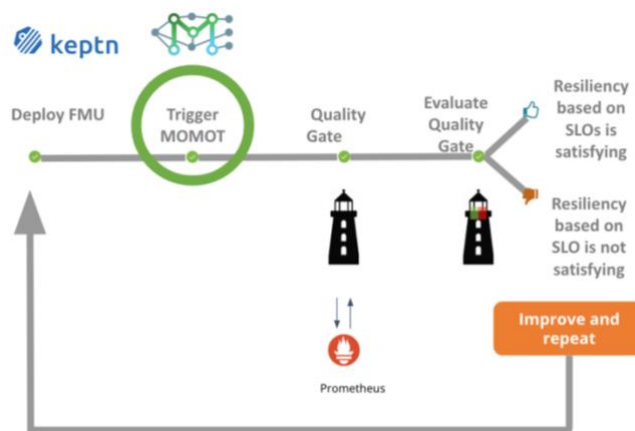 keptn
Deploy FMU
Trigger
MOMOT
Quality
Gate
Evaluate
Quality
Gate
Resiliency
based on
SLOs is
satisfying
Resiliency
based on
SLO is not
satisfying
Improve and
repeat
Prometheus